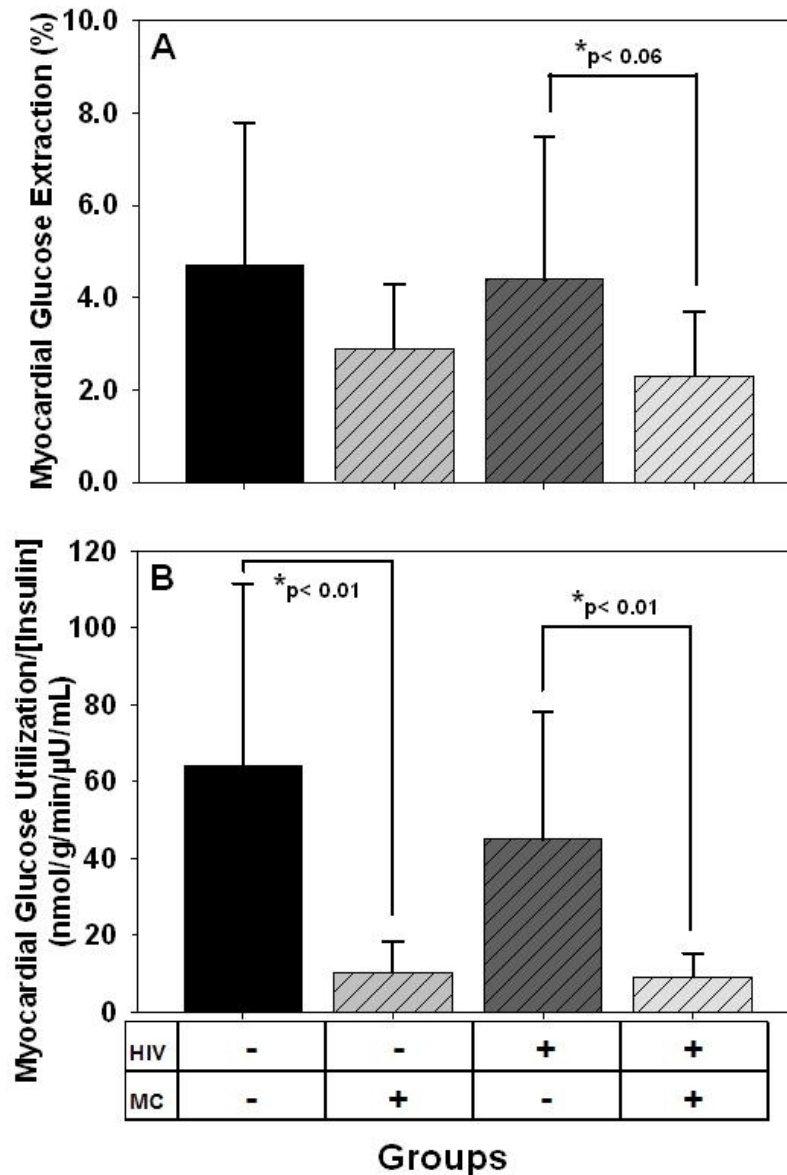 A
Myocardial Glucose Extraction (%)
10.0
8.0
6.0
4.0
2.0
0.0
*p< 0.06
B
Myocardial Glucose Utilization/[Insulin]
(nmol/g/min/µU/mL)
120
100
80
60
40
20
0
*p< 0.01
*p< 0.01
HIV - - + +
MC - + - +
Groups